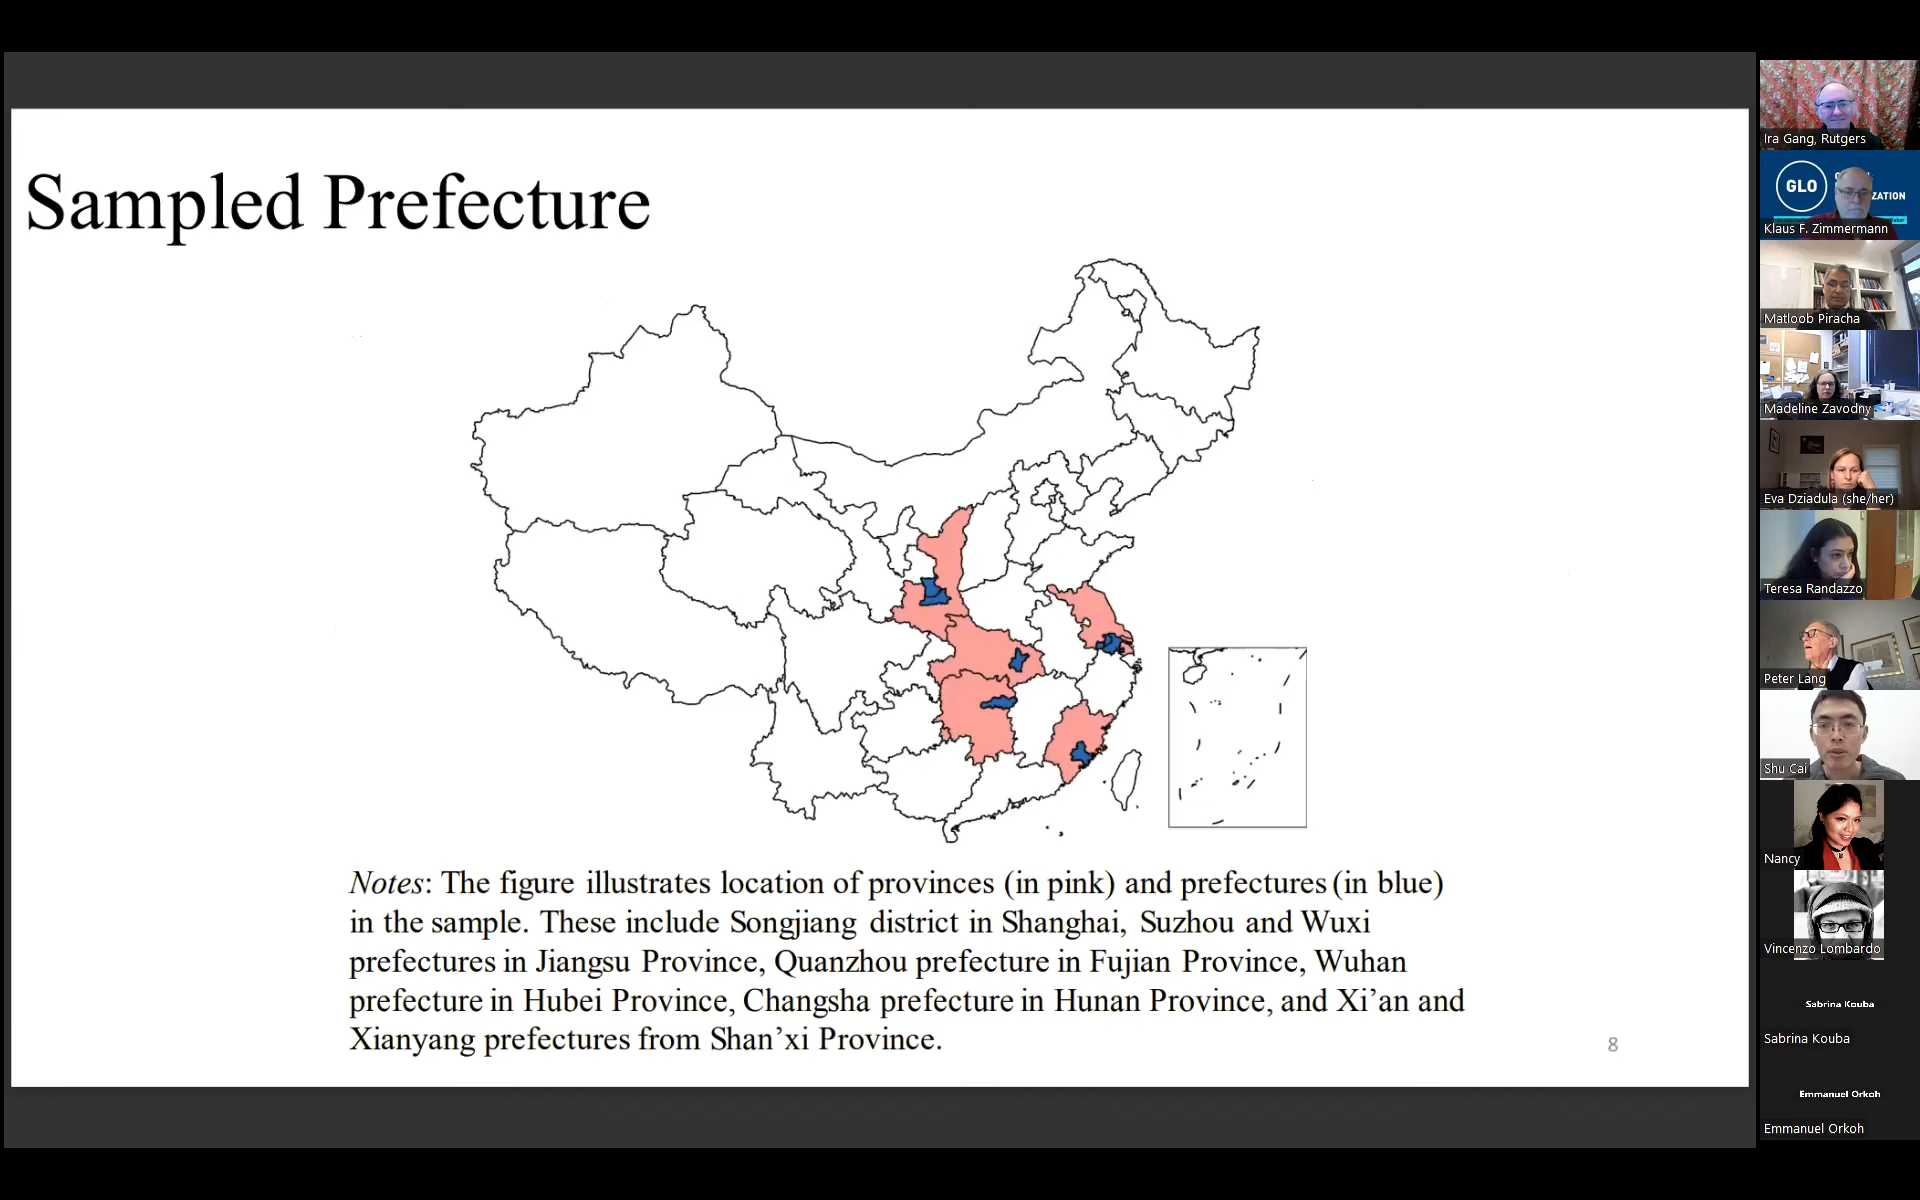 Sampled Prefecture
Notes: The figure illustrates location of provinces (in pink) and prefectures (in blue)
in the sample. These include Songjiang district in Shanghai, Suzhou and Wuxi
prefectures in Jiangsu Province, Quanzhou prefecture in Fujian Province, Wuhan
prefecture in Hubei Province, Changsha prefecture in Hunan Province, and Xi’an and
Xianyang prefectures from Shan’xi Province.
8
Ira Gang, Rutgers
GLO
ZATION
Klaus F. Zimmermann
Matloob Piracha
Madeline Zavodny
Eva Dziadula (she/her)
Teresa Randazzo
Peter Lang
Shu Cai
Nancy
Vincenzo Lombardo
Sabrina Kouba
Sabrina Kouba
Emmanuel Orkoh
Emmanuel Orkoh